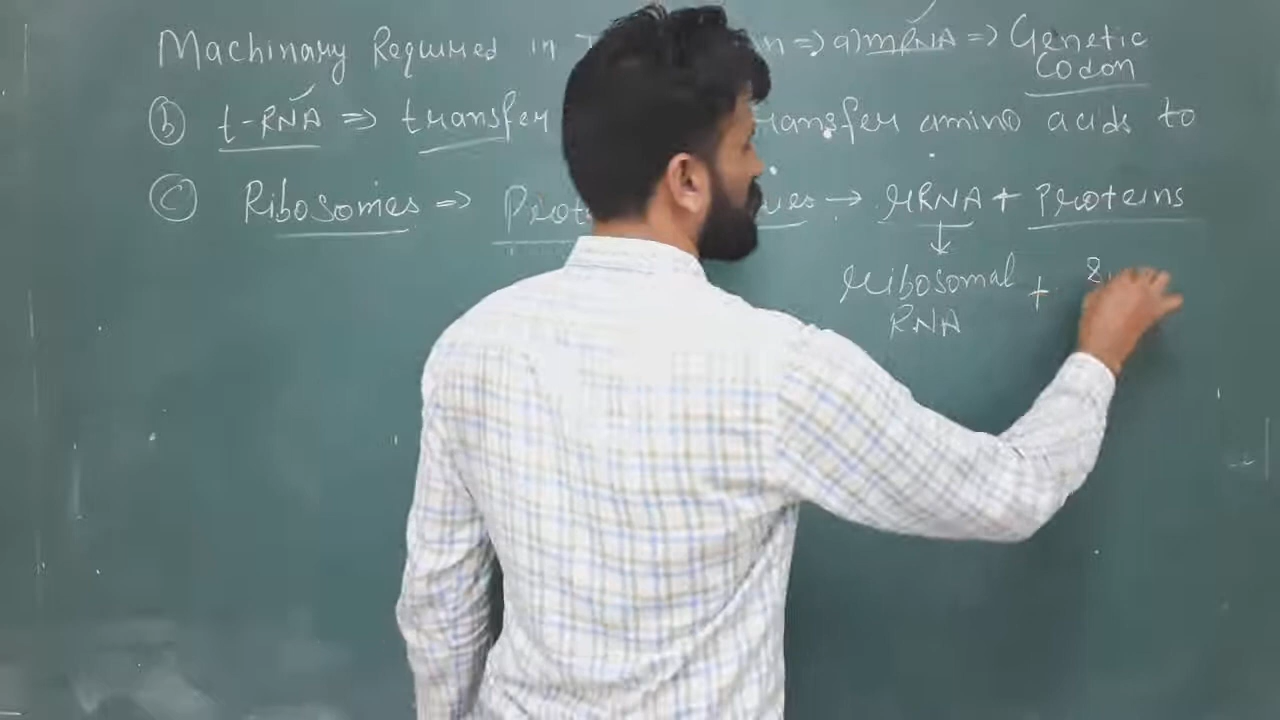 Machinary Required in => a) mRNA => Genetic Codon
(b) t-RNA => transfer transfer amino acids to
(c) Ribosomes => → rRNA + Proteins
↓
ribosomal +
RNA